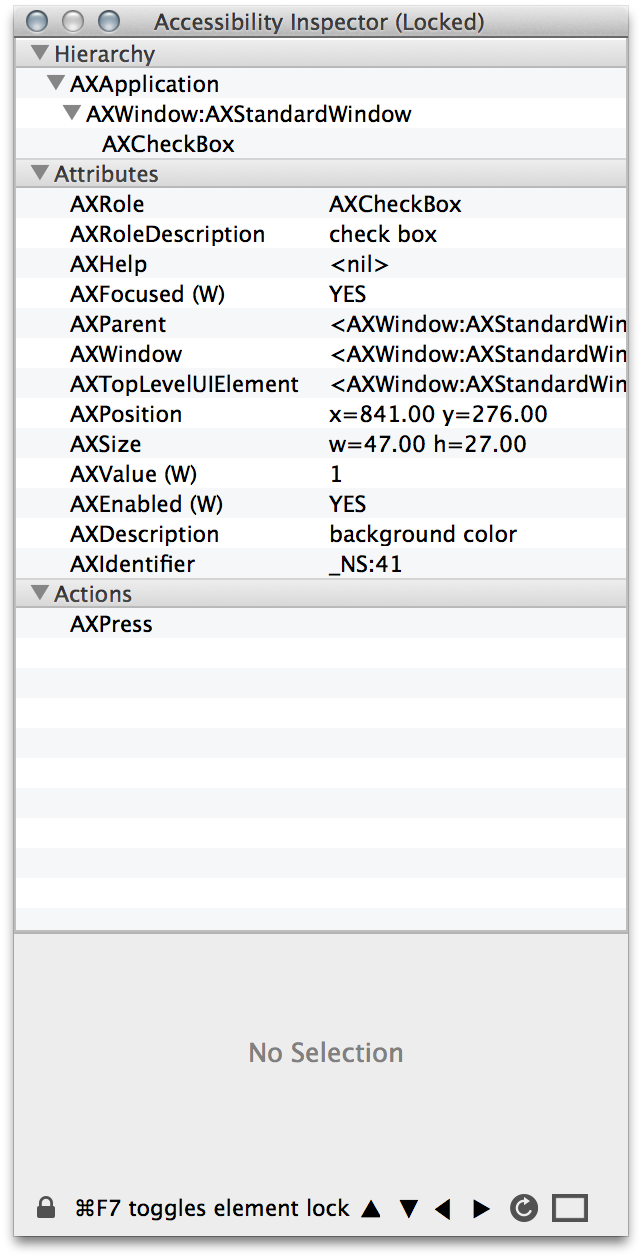 Accessibility Inspector (Locked)
Hierarchy
AXApplication
AXWindow:AXStandardWindow
AXCheckBox
Attributes
AXRole AXCheckBox
AXRoleDescription check box
AXHelp <nil>
AXFocused (W) YES
AXParent <AXWindow:AXStandardWin
AXWindow <AXWindow:AXStandardWin
AXTopLevelUIElement <AXWindow:AXStandardWin
AXPosition x=841.00 y=276.00
AXSize w=47.00 h=27.00
AXValue (W) 1
AXEnabled (W) YES
AXDescription background color
AXIdentifier _NS:41
Actions
AXPress
No Selection
⌘F7 toggles element lock